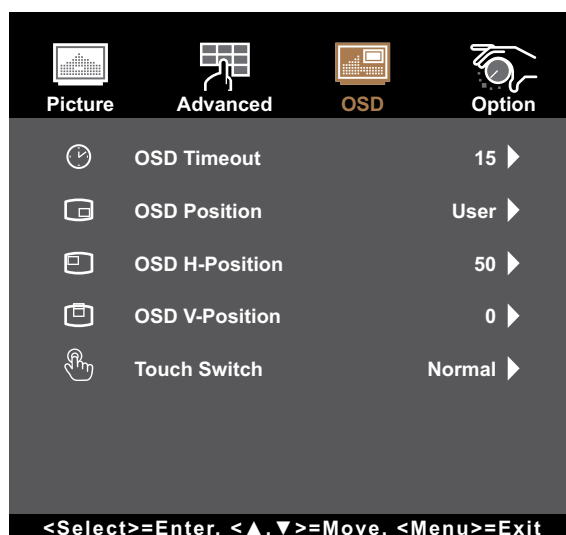 Picture Advanced OSD Option
OSD Timeout 15
OSD Position User
OSD H-Position 50
OSD V-Position 0
Touch Switch Normal
<Select>=Enter, <▲,▼>=Move, <Menu>=Exit